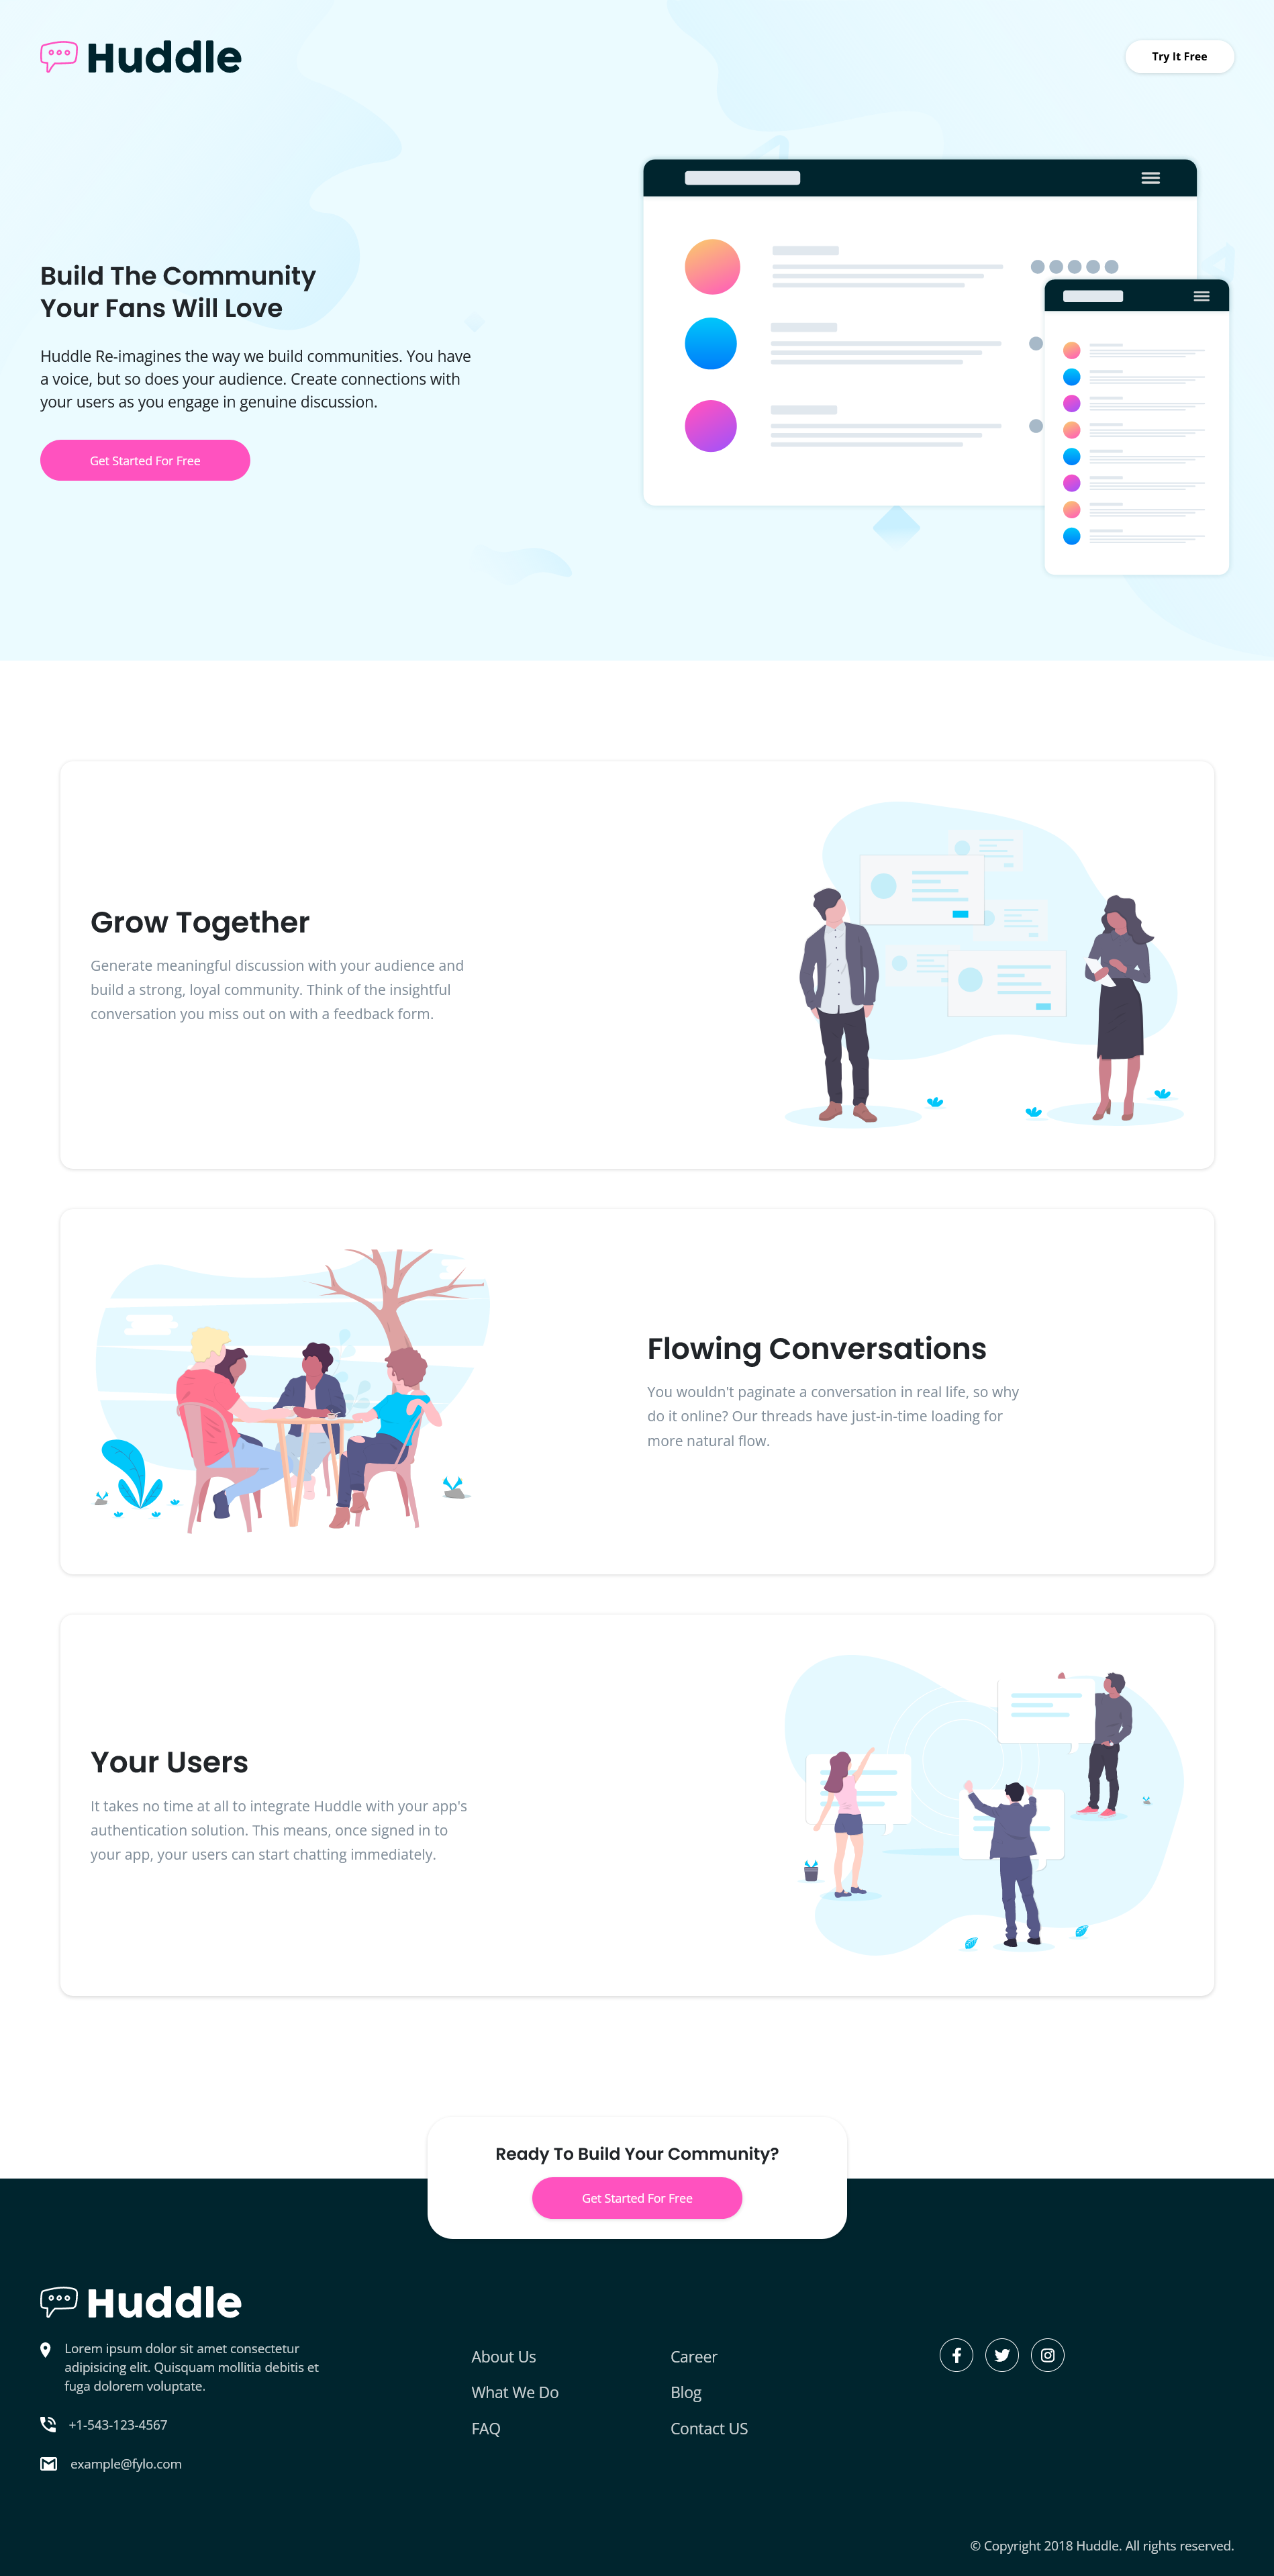 Huddle
Try It Free
Build The Community
Your Fans Will Love
Huddle Re-imagines the way we build communities. You have
a voice, but so does your audience. Create connections with
your users as you engage in genuine discussion.
Get Started For Free
Grow Together
Generate meaningful discussion with your audience and
build a strong, loyal community. Think of the insightful
conversation you miss out on with a feedback form.
Flowing Conversations
You wouldn't paginate a conversation in real life, so why
do it online? Our threads have just-in-time loading for
more natural flow.
Your Users
It takes no time at all to integrate Huddle with your app's
authentication solution. This means, once signed in to
your app, your users can start chatting immediately.
Ready To Build Your Community?
Get Started For Free
Huddle
Lorem ipsum dolor sit amet consectetur
adipisicing elit. Quisquam mollitia debitis et
fuga dolorem voluptate.
+1-543-123-4567
example@fylo.com
About Us
What We Do
FAQ
Career
Blog
Contact US
© Copyright 2018 Huddle. All rights reserved.